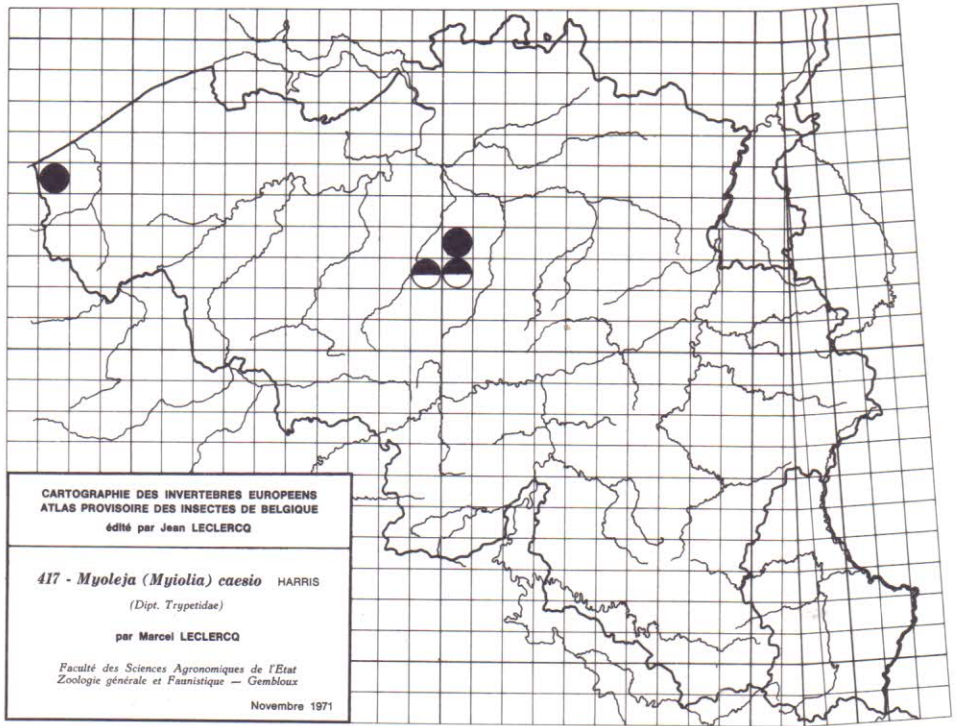 CARTOGRAPHIE DES INVERTEBRES EUROPEENS
ATLAS PROVISOIRE DES INSECTES DE BELGIQUE
édité par Jean LECLERCQ
417 - Myoleja (Myiolia) caesio HARRIS
(Dipt. Trypetidae)
par Marcel LECLERCQ
Faculté des Sciences Agronomiques de l'Etat
Zoologie générale et Faunistique — Gembloux
Novembre 1971